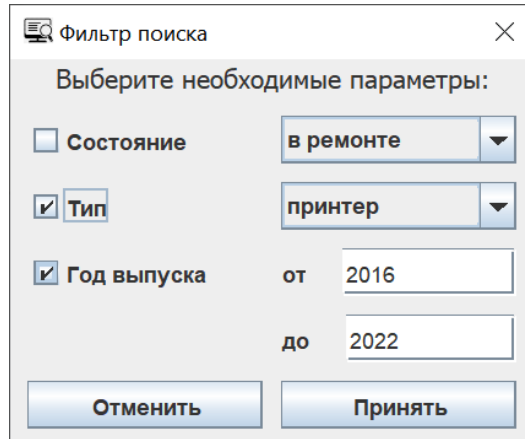 Фильтр поиска
Выберите необходимые параметры:
Состояние в ремонте
Тип принтер
Год выпуска от 2016
до 2022
Отменить Принять